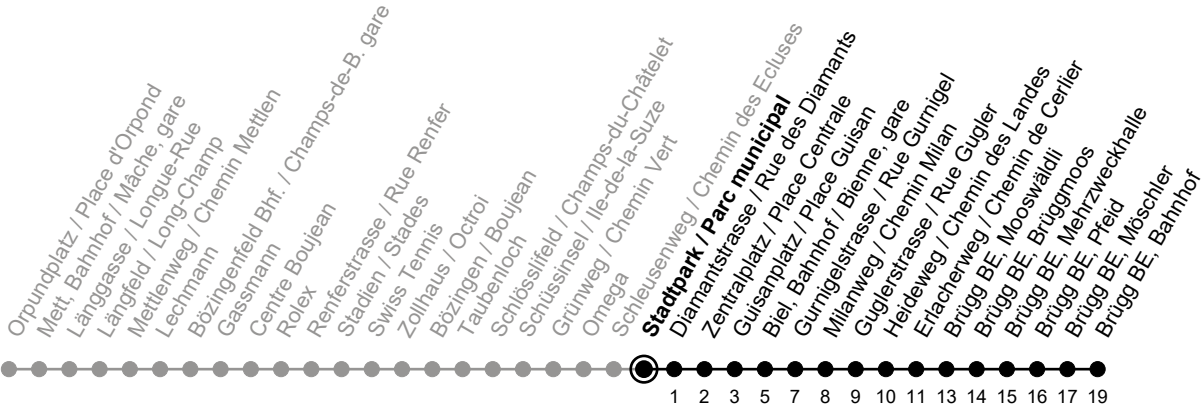 Orpundplatz / Place d'Orpond
Mett, Bahnhof / Mâche, gare
Länggasse / Longue-Rue
Längfeld / Long-Champ
Mettlenweg / Chemin Mettlen
Lechmann
Bözingenfeld Bhf. / Champs-de-B. gare
Gassmann
Centre Boujean
Rolex
Renferstrasse / Rue Renfer
Stadien / Stades
Swiss Tennis
Zollhaus / Octroi
Bözingen / Boujean
Taubenloch
Schlösslifeld / Champs-du-Châtelet
Schüssinsel / Ile-de-la-Suze
Grünweg / Chemin Vert
Omega
Schleusenweg / Chemin des Ecluses
Stadtpark / Parc municipal
Diamantstrasse / Rue des Diamants
Zentralplatz / Place Centrale
Guisanplatz / Place Guisan
Biel, Bahnhof / Bienne, gare
Gurnigelstrasse / Rue Gurnigel
Milanweg / Chemin Milan
Guglerstrasse / Rue Gugler
Heideweg / Chemin des Landes
Erlacherweg / Chemin de Cerlier
Brügg BE, Mooswäldli
Brügg BE, Brüggmoos
Brügg BE, Mehrzweckhalle
Brügg BE, Pfeid
Brügg BE, Möschler
Brügg BE, Bahnhof
1 2 3 5 7 8 9 10 11 13 14 15 16 17 19